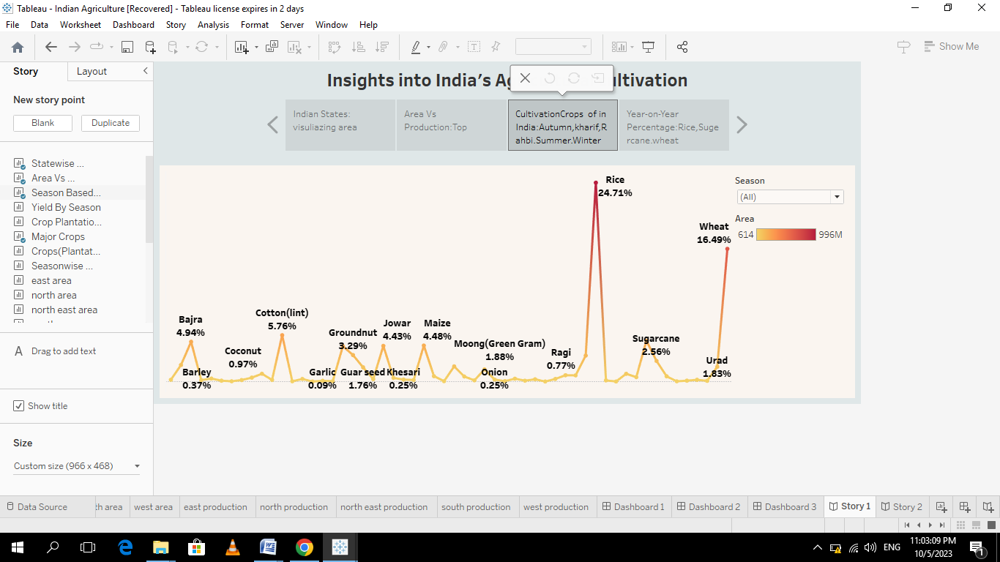 Tableau - Indian Agriculture [Recovered] - Tableau license expires in 2 days
File Data Worksheet Dashboard Story Analysis Format Server Window Help
Show Me
Story Layout
New story point
Blank Duplicate
Statewise ...
Area Vs ...
Season Based...
Yield By Season
Crop Plantatio...
Major Crops
Crops(Plantat...
Seasonwise ...
east area
north area
north east area
A Drag to add text
Show title
Size
Custom size (966 x 468)
Insights into India's Ag ultivation
Indian States:
visuliazing area
Area Vs
Production:Top
CultivationCrops of in
India:Autumn,kharif,R
ahbi.Summer.Winter
Year-on-Year
Percentage:Rice,Suge
rcane.wheat
Season
(All)
Area
614 996M
Rice
24.71%
Wheat
16.49%
Cotton(lint)
5.76%
Bajra
4.94%
Jowar
4.43%
Maize
4.48%
Groundnut
3.29%
Coconut
0.97%
Moong(Green Gram)
1.88%
Ragi
0.77%
Sugarcane
2.56%
Urad
1.83%
Barley
0.37%
Garlic
0.09%
Guar seed
1.76%
Khesari
0.25%
Onion
0.25%
Data Source th area west area east production north production north east production south production west production Dashboard 1 Dashboard 2 Dashboard 3 Story 1 Story 2
ENG
11:03:09 PM
10/5/2023
1